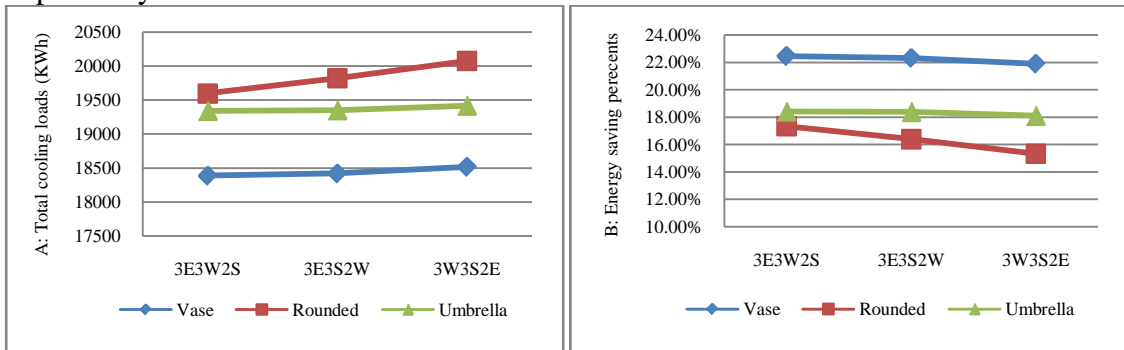 A: Total cooling loads (KWh)
20500
20000
19500
19000
18500
18000
17500
3E3W2S 3E3S2W 3W3S2E
Vase Rounded Umbrella
B: Energy saving precents
24.00%
22.00%
20.00%
18.00%
16.00%
14.00%
12.00%
10.00%
3E3W2S 3E3S2W 3W3S2E
Vase Rounded Umbrella